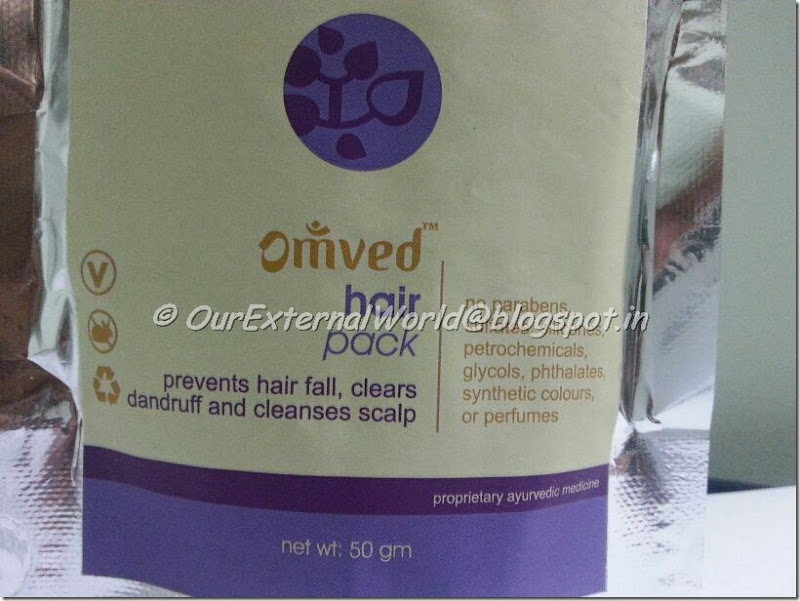 omved™
hair
pack
prevents hair fall, clears
dandruff and cleanses scalp
no parabens,
petrochemicals,
glycols, phthalates,
synthetic colours,
or perfumes
proprietary ayurvedic medicine
net wt: 50 gm
V
© OurExternalWorld@blogspot.in